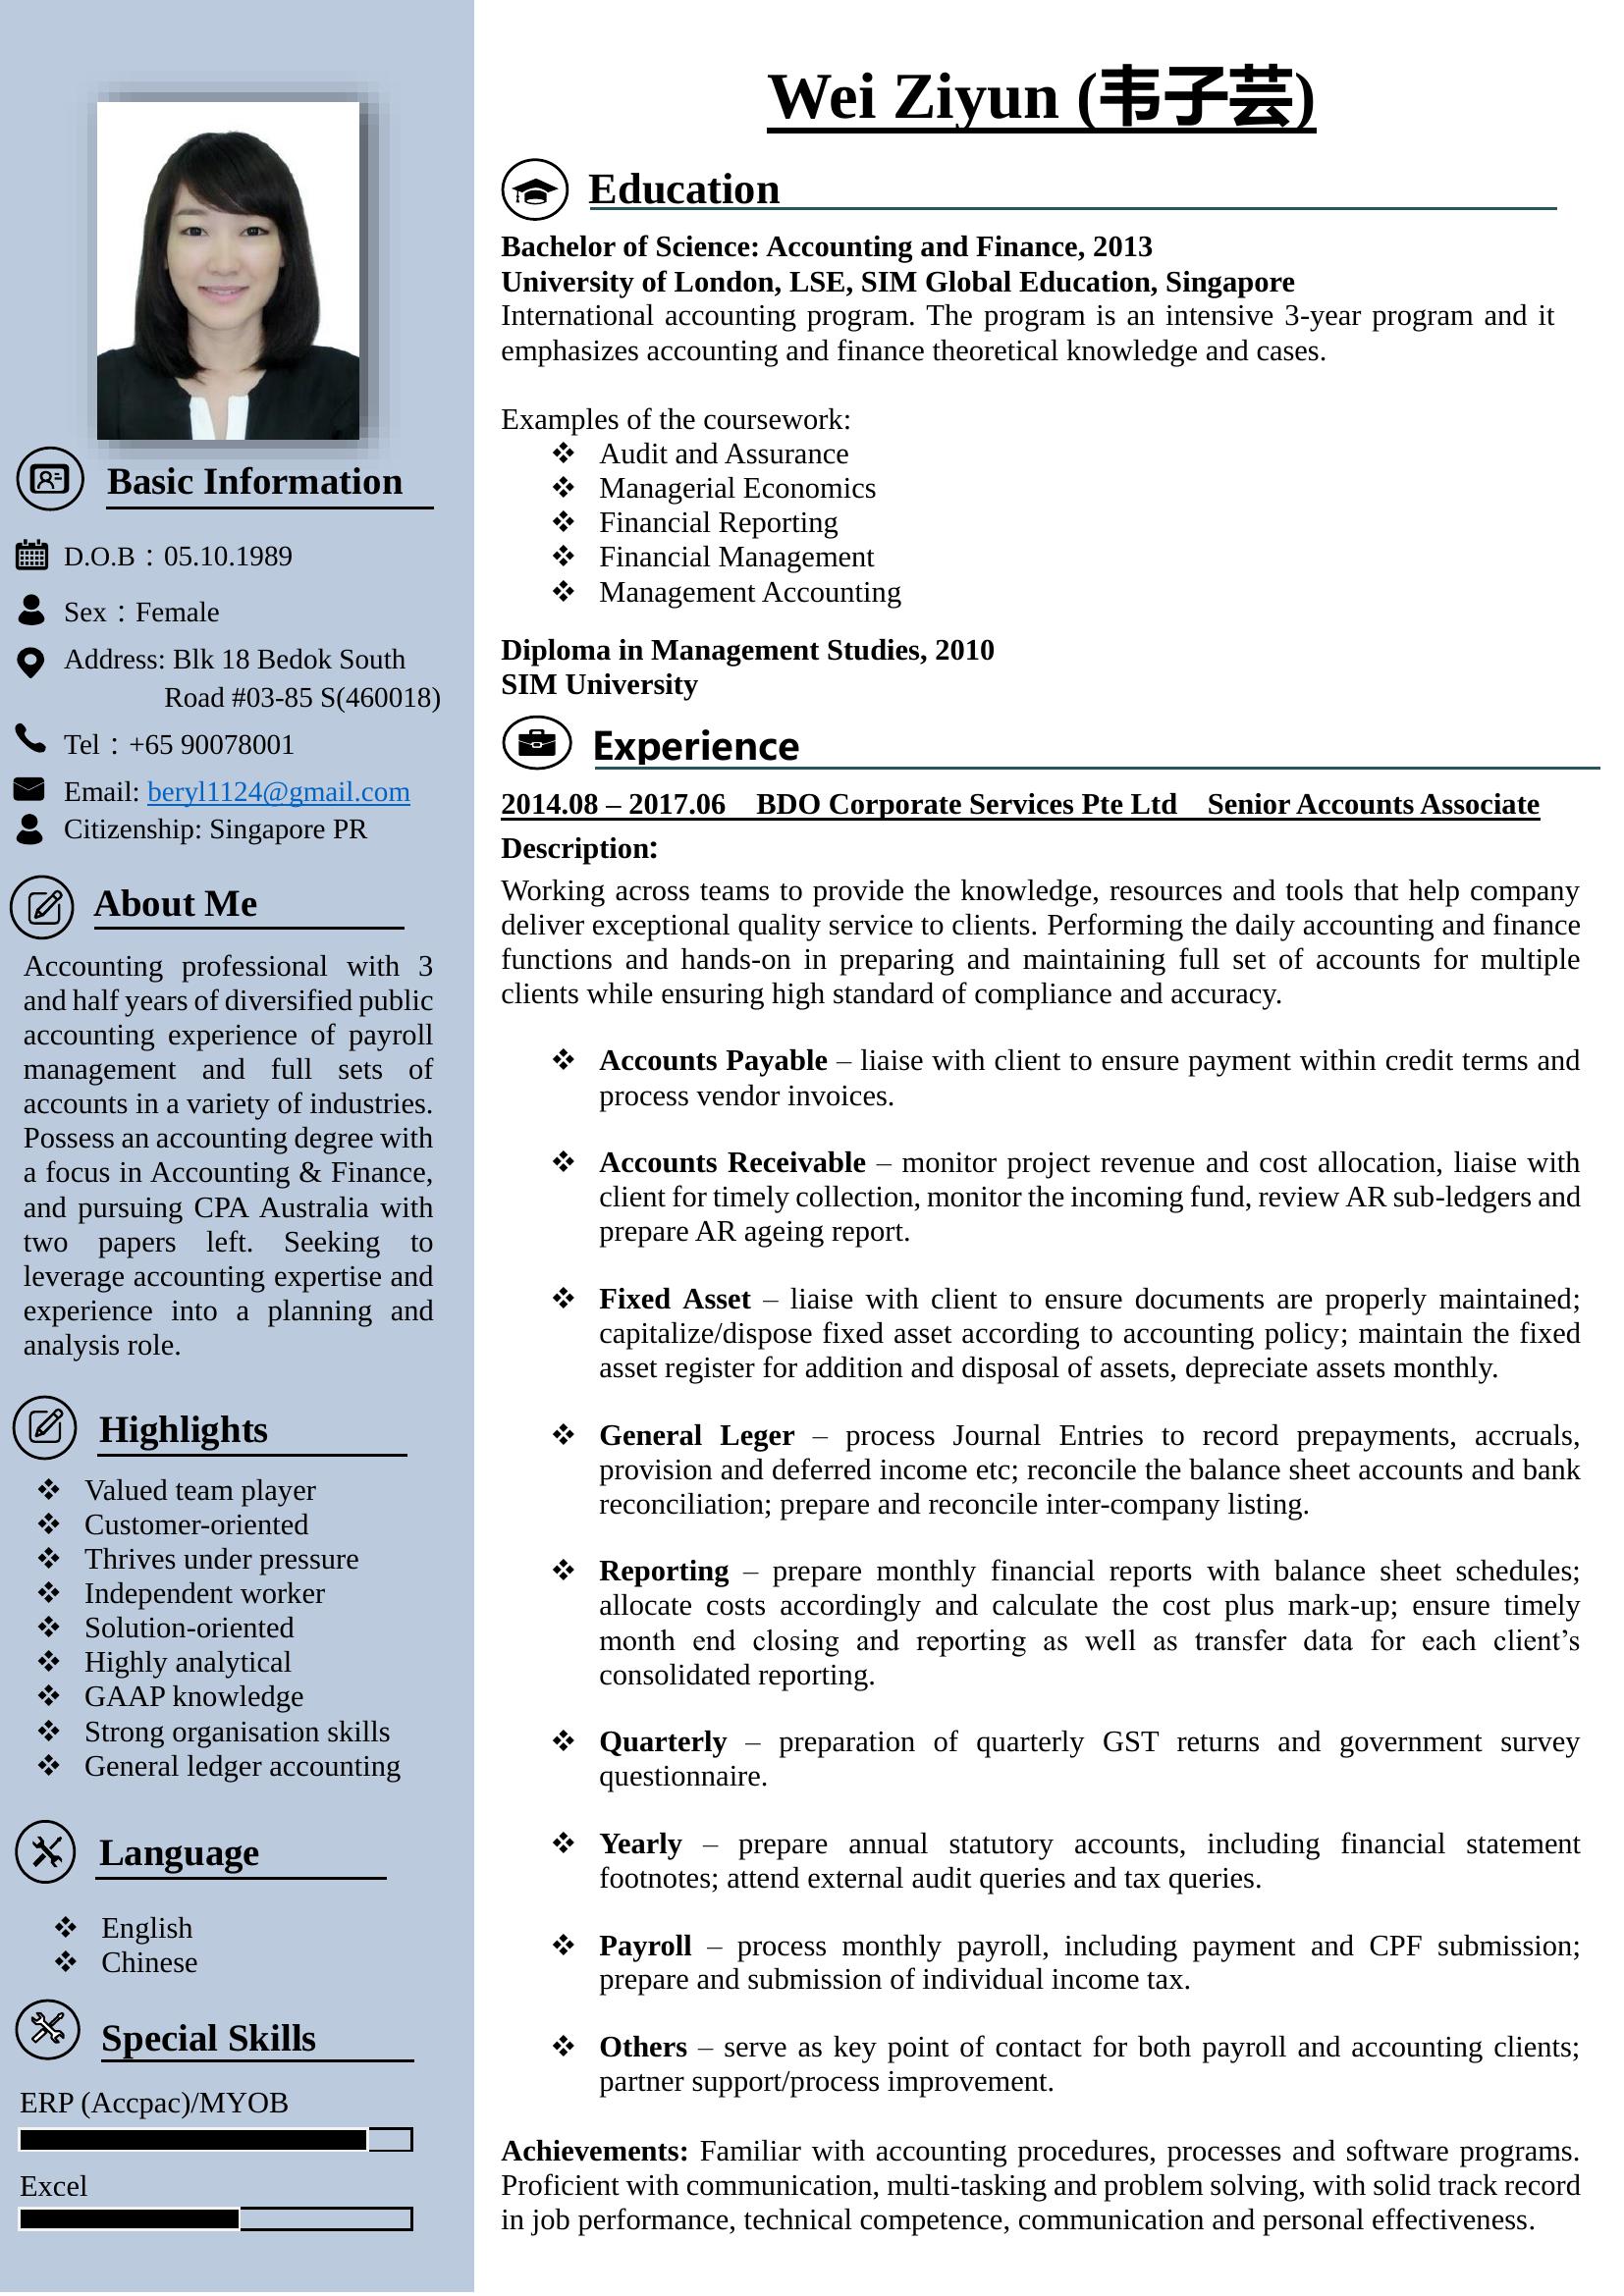 Wei Ziyun (韦子芸)
Basic Information
D.O.B：05.10.1989
Sex：Female
Address: Blk 18 Bedok South
Road #03-85 S(460018)
Tel：+65 90078001
Email: beryl1124@gmail.com
Citizenship: Singapore PR
About Me
Accounting professional with 3
and half years of diversified public
accounting experience of payroll
management and full sets of
accounts in a variety of industries.
Possess an accounting degree with
a focus in Accounting & Finance,
and pursuing CPA Australia with
two papers left. Seeking to
leverage accounting expertise and
experience into a planning and
analysis role.
Highlights
❖ Valued team player
❖ Customer-oriented
❖ Thrives under pressure
❖ Independent worker
❖ Solution-oriented
❖ Highly analytical
❖ GAAP knowledge
❖ Strong organisation skills
❖ General ledger accounting
Language
❖ English
❖ Chinese
Special Skills
ERP (Accpac)/MYOB
Excel
Education
Bachelor of Science: Accounting and Finance, 2013
University of London, LSE, SIM Global Education, Singapore
International accounting program. The program is an intensive 3-year program and it
emphasizes accounting and finance theoretical knowledge and cases.
Examples of the coursework:
❖ Audit and Assurance
❖ Managerial Economics
❖ Financial Reporting
❖ Financial Management
❖ Management Accounting
Diploma in Management Studies, 2010
SIM University
Experience
2014.08 – 2017.06 BDO Corporate Services Pte Ltd Senior Accounts Associate
Description:
Working across teams to provide the knowledge, resources and tools that help company
deliver exceptional quality service to clients. Performing the daily accounting and finance
functions and hands-on in preparing and maintaining full set of accounts for multiple
clients while ensuring high standard of compliance and accuracy.
❖ Accounts Payable – liaise with client to ensure payment within credit terms and
process vendor invoices.
❖ Accounts Receivable – monitor project revenue and cost allocation, liaise with
client for timely collection, monitor the incoming fund, review AR sub-ledgers and
prepare AR ageing report.
❖ Fixed Asset – liaise with client to ensure documents are properly maintained;
capitalize/dispose fixed asset according to accounting policy; maintain the fixed
asset register for addition and disposal of assets, depreciate assets monthly.
❖ General Leger – process Journal Entries to record prepayments, accruals,
provision and deferred income etc; reconcile the balance sheet accounts and bank
reconciliation; prepare and reconcile inter-company listing.
❖ Reporting – prepare monthly financial reports with balance sheet schedules;
allocate costs accordingly and calculate the cost plus mark-up; ensure timely
month end closing and reporting as well as transfer data for each client’s
consolidated reporting.
❖ Quarterly – preparation of quarterly GST returns and government survey
questionnaire.
❖ Yearly – prepare annual statutory accounts, including financial statement
footnotes; attend external audit queries and tax queries.
❖ Payroll – process monthly payroll, including payment and CPF submission;
prepare and submission of individual income tax.
❖ Others – serve as key point of contact for both payroll and accounting clients;
partner support/process improvement.
Achievements: Familiar with accounting procedures, processes and software programs.
Proficient with communication, multi-tasking and problem solving, with solid track record
in job performance, technical competence, communication and personal effectiveness.